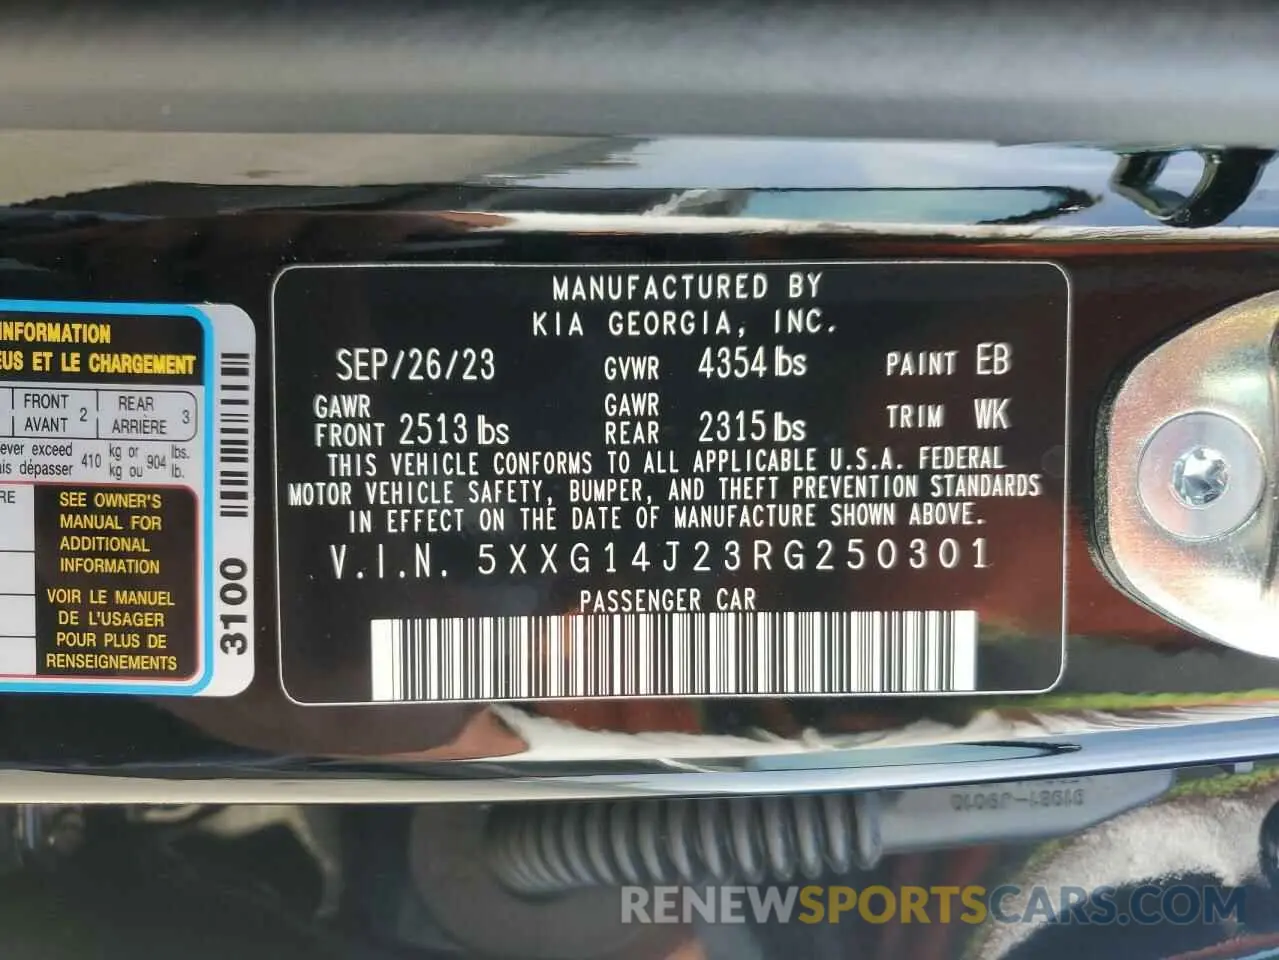 INFORMATION
EUS ET LE CHARGEMENT
FRONT
AVANT 2
REAR
ARRIÈRE 3
ever exceed 410 kg or 904 lbs.
is dépasser kg ou lb.
SEE OWNER'S
MANUAL FOR
ADDITIONAL
INFORMATION
VOIR LE MANUEL
DE L'USAGER
POUR PLUS DE
RENSEIGNEMENTS
3100
MANUFACTURED BY
KIA GEORGIA, INC.
SEP/26/23 GVWR 4354 lbs PAINT EB
GAWR FRONT 2513 lbs GAWR REAR 2315 lbs TRIM WK
THIS VEHICLE CONFORMS TO ALL APPLICABLE U.S.A. FEDERAL
MOTOR VEHICLE SAFETY, BUMPER, AND THEFT PREVENTION STANDARDS
IN EFFECT ON THE DATE OF MANUFACTURE SHOWN ABOVE.
V.I.N. 5XXG14J23RG250301
PASSENGER CAR
RENEWSPORTSCARS.COM